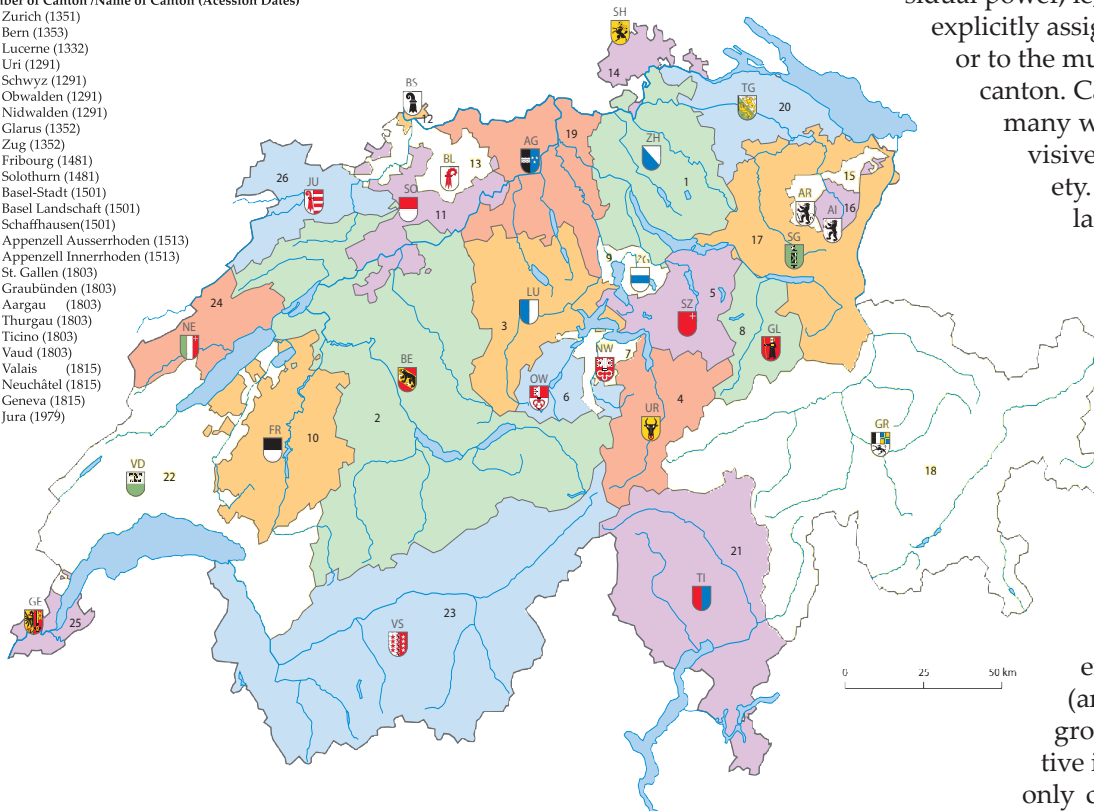 of Canton /Name of Canton (Acession Dates)
Zurich (1351)
Bern (1353)
Lucerne (1332)
Uri (1291)
Schwyz (1291)
Obwalden (1291)
Nidwalden (1291)
Glarus (1352)
Zug (1352)
Fribourg (1481)
Solothurn (1481)
Basel-Stadt (1501)
Basel Landschaft (1501)
Schaffhausen(1501)
Appenzell Ausserrhoden (1513)
Appenzell Innerrhoden (1513)
St. Gallen (1803)
Graubünden (1803)
Aargau (1803)
Thurgau (1803)
Ticino (1803)
Vaud (1803)
Valais (1815)
Neuchâtel (1815)
Geneva (1815)
Jura (1979)
SH
14
BS
12
TG
20
AG
19
ZH
1
BL
13
26
JU
SO
11
15
AR
AI
16
17
SG
9
ZG
24
NE
LU
3
SZ
5
8
GL
BE
2
NW
7
OW
6
UR
4
FR
10
GR
18
VD
22
21
TI
GE
25
23
VS
0
25
50 km
explicitly assig
or to the mu
canton. Ca
many w
visive
ety.
la
(ar
gro
tive i
only c